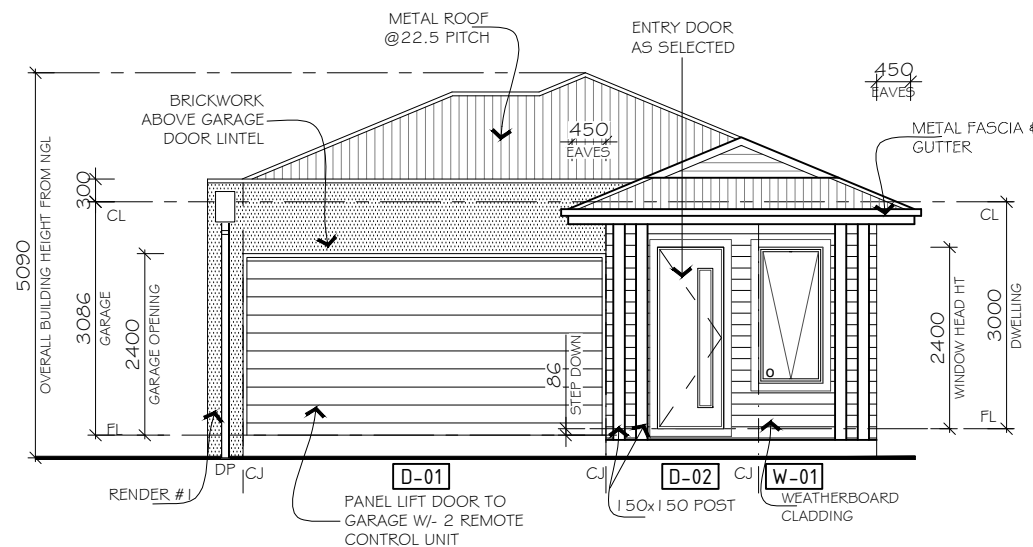 METAL ROOF
@22.5 PITCH
ENTRY DOOR
AS SELECTED
450
EAVES
BRICKWORK
ABOVE GARAGE
DOOR LINTEL
450
EAVES
METAL FASCIA &
GUTTER
OVERALL BUILDING HEIGHT FROM NGL
5090
300
CL
3086
GARAGE
2400
GARAGE OPENING
FL
86
STEP DOWN
CL
2400
WINDOW HEAD HT
3000
DWELLING
FL
DP
CJ
D-01
CJ
D-02
CJ
W-01
RENDER #1
PANEL LIFT DOOR TO
GARAGE W/- 2 REMOTE
CONTROL UNIT
150x150 POST
WEATHERBOARD
CLADDING